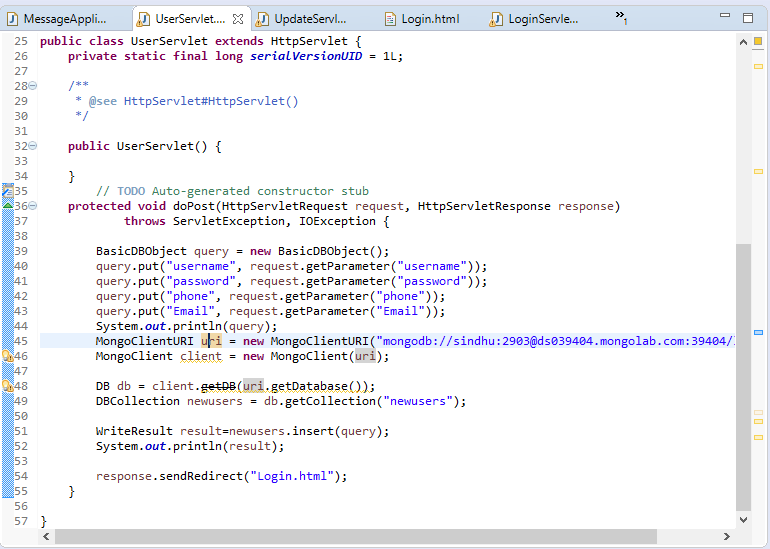 MessageAppli... UserServlet.... UpdateServl... Login.html LoginServle... »1
25 public class UserServlet extends HttpServlet {
26 private static final long serialVersionUID = 1L;
27
28 /**
29 * @see HttpServlet#HttpServlet()
30 */
31
32 public UserServlet() {
33
34 }
35 // TODO Auto-generated constructor stub
36 protected void doPost(HttpServletRequest request, HttpServletResponse response)
37 throws ServletException, IOException {
38
39 BasicDBObject query = new BasicDBObject();
40 query.put("username", request.getParameter("username"));
41 query.put("password", request.getParameter("password"));
42 query.put("phone", request.getParameter("phone"));
43 query.put("Email", request.getParameter("Email"));
44 System.out.println(query);
45 MongoClientURI uri = new MongoClientURI("mongodb://sindhu:2903@ds039404.mongolab.com:39404/
46 MongoClient client = new MongoClient(uri);
47
48 DB db = client.getDB(uri.getDatabase());
49 DBCollection newusers = db.getCollection("newusers");
50
51 WriteResult result=newusers.insert(query);
52 System.out.println(result);
53
54 response.sendRedirect("Login.html");
55 }
56
57 }